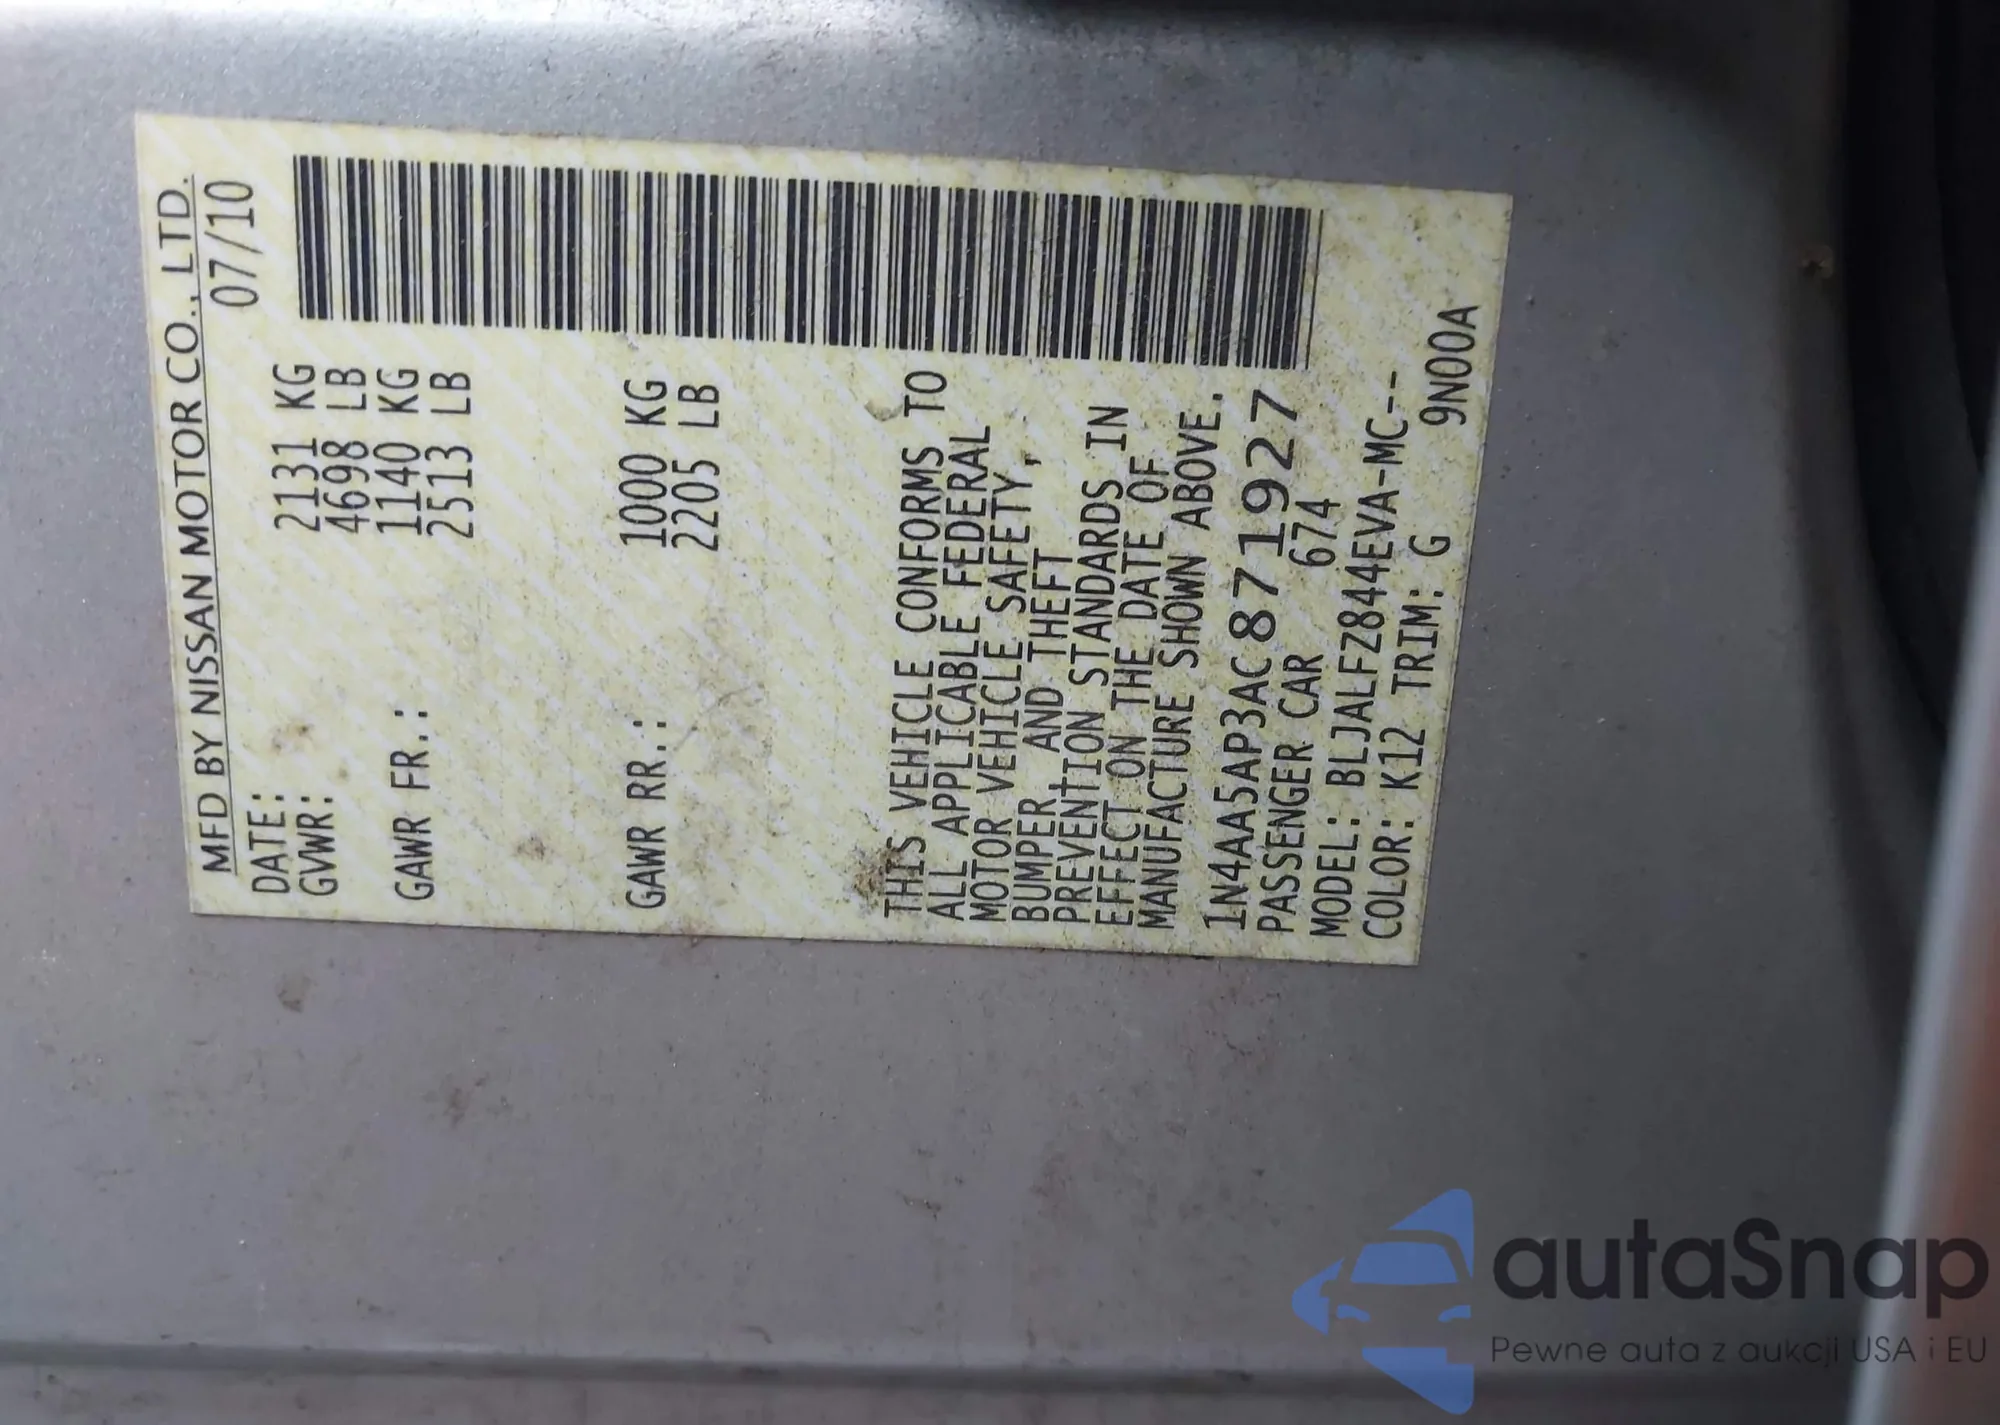 MFD BY NISSAN MOTOR CO., LTD.
DATE: 07/10
GVWR: 2131 KG
4698 LB
GAWR FR.: 1140 KG
2513 LB
GAWR RR.: 1000 KG
2205 LB
THIS VEHICLE CONFORMS TO
ALL APPLICABLE FEDERAL
MOTOR VEHICLE SAFETY,
BUMPER AND THEFT
PREVENTION STANDARDS IN
EFFECT ON THE DATE OF
MANUFACTURE SHOWN ABOVE.
1N4AA5AP3AC871927
PASSENGER CAR 674
MODEL: BLJALFZ844EVA-MC--
COLOR: K12 TRIM: G 9N00A
autaSnap
Pewne auta z aukcji USA i EU